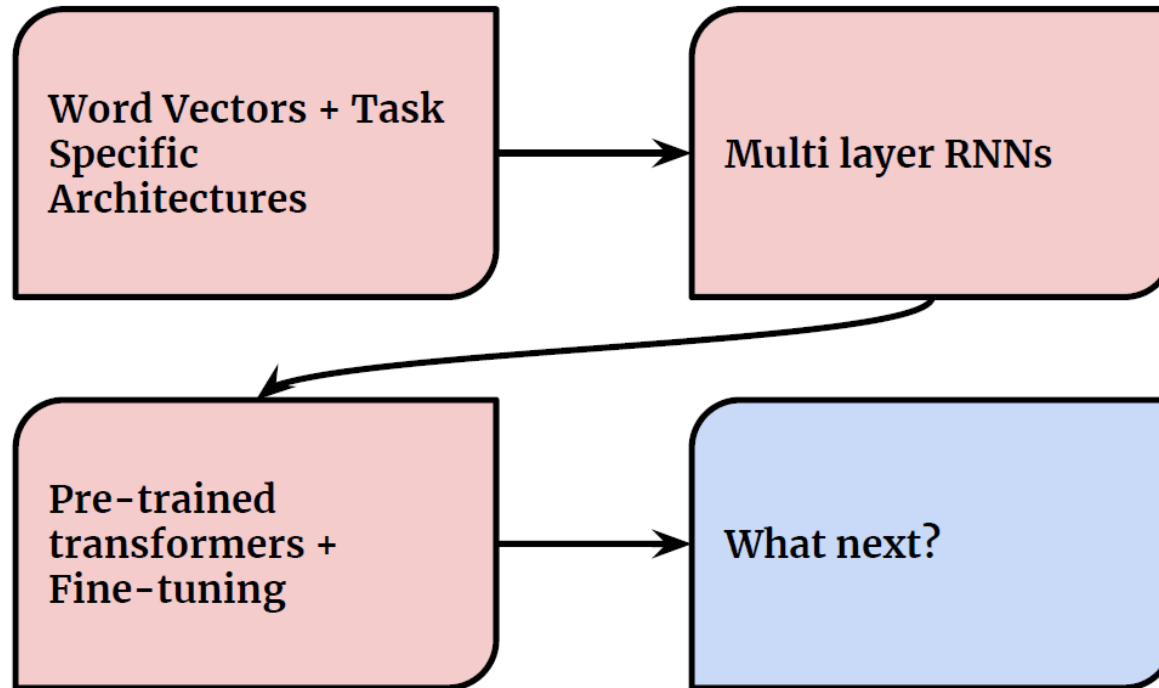 Word Vectors + Task
Specific
Architectures
Multi layer RNNs
Pre-trained
transformers +
Fine-tuning
What next?